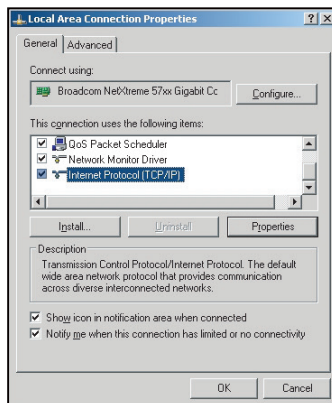 Local Area Connection Properties
General Advanced
Connect using:
Broadcom NetXtreme 57xx Gigabit Cc
Configure...
This connection uses the following items:
QoS Packet Scheduler
Network Monitor Driver
Internet Protocol (TCP/IP)
Install... Uninstall Properties
Description
Transmission Control Protocol/Internet Protocol. The default
wide area network protocol that provides communication
across diverse interconnected networks.
Show icon in notification area when connected
Notify me when this connection has limited or no connectivity
OK Cancel